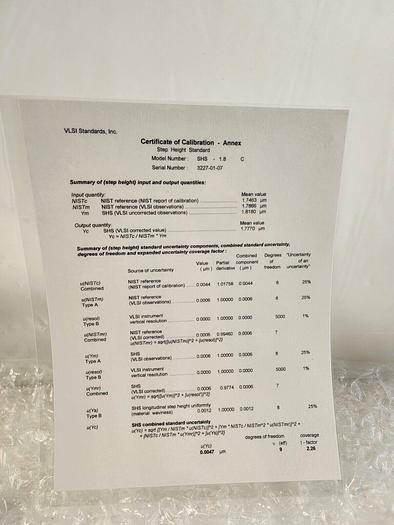 VLSI Standards, Inc.
Certificate of Calibration - Annex
Step Height Standard
Model Number: SHS - 1.8 C
Serial Number: 3227-01-07
Summary of (step height) input and output quantities:
Input quantity: Mean value
NISTc NIST reference (NIST report of calibration) 1.7463 µm
NISTm NIST reference (VLSI observations) 1.7866 µm
Ym SHS (VLSI uncorrected observations) 1.8180 µm
Output quantity: Mean value
Yc SHS (VLSI corrected value) 1.7770 µm
Yc = NISTc / NISTm * Ym
Summary of (step height) standard uncertainty components, combined standard uncertainty,
degrees of freedom and expanded uncertainty coverage factor:
Source of uncertainty Value (µm) Partial derivative Combined component (µm) Degrees of freedom "Uncertainty of an uncertainty"
u(NISTc) Combined NIST reference (NIST report of calibration) 0.0044 1.01758 0.0044 8 25%
u(NISTm) Type A NIST reference (VLSI observations) 0.0006 1.00000 0.0006 8 25%
u(resol) Type B VLSI instrument vertical resolution 0.0000 1.00000 0.0000 5000 1%
u(NISTmr) Combined NIST reference (VLSI corrected) 0.0006 0.99460 0.0006 7
u(NISTmr) = sqrt[u(NISTm)^2 + u(resol)^2]
u(Ym) Type A SHS (VLSI observations) 0.0006 1.00000 0.0006 8 25%
u(resol) Type B VLSI instrument vertical resolution 0.0000 1.00000 0.0000 5000 1%
u(Ymr) Combined SHS (VLSI corrected) 0.0006 0.9774 0.0006 7
u(Ymr) = sqrt[u(Ym)^2 + u(resol)^2]
u(Ys) Type B SHS longitudinal step height uniformity (material waviness) 0.0012 1.00000 0.0012 8 25%
u(Yc) SHS combined standard uncertainty
u(Yc) = sqrt {[Ym / NISTm * u(NISTc)]^2 + [Ym * NISTc / NISTm^2 * u(NISTmr)]^2 +
+ [NISTc / NISTm * u(Ymr)]^2 + [u(Ys)]^2}
u(Yc) degrees of freedom coverage
ν (eff) t - factor
0.0047 µm 9 2.26